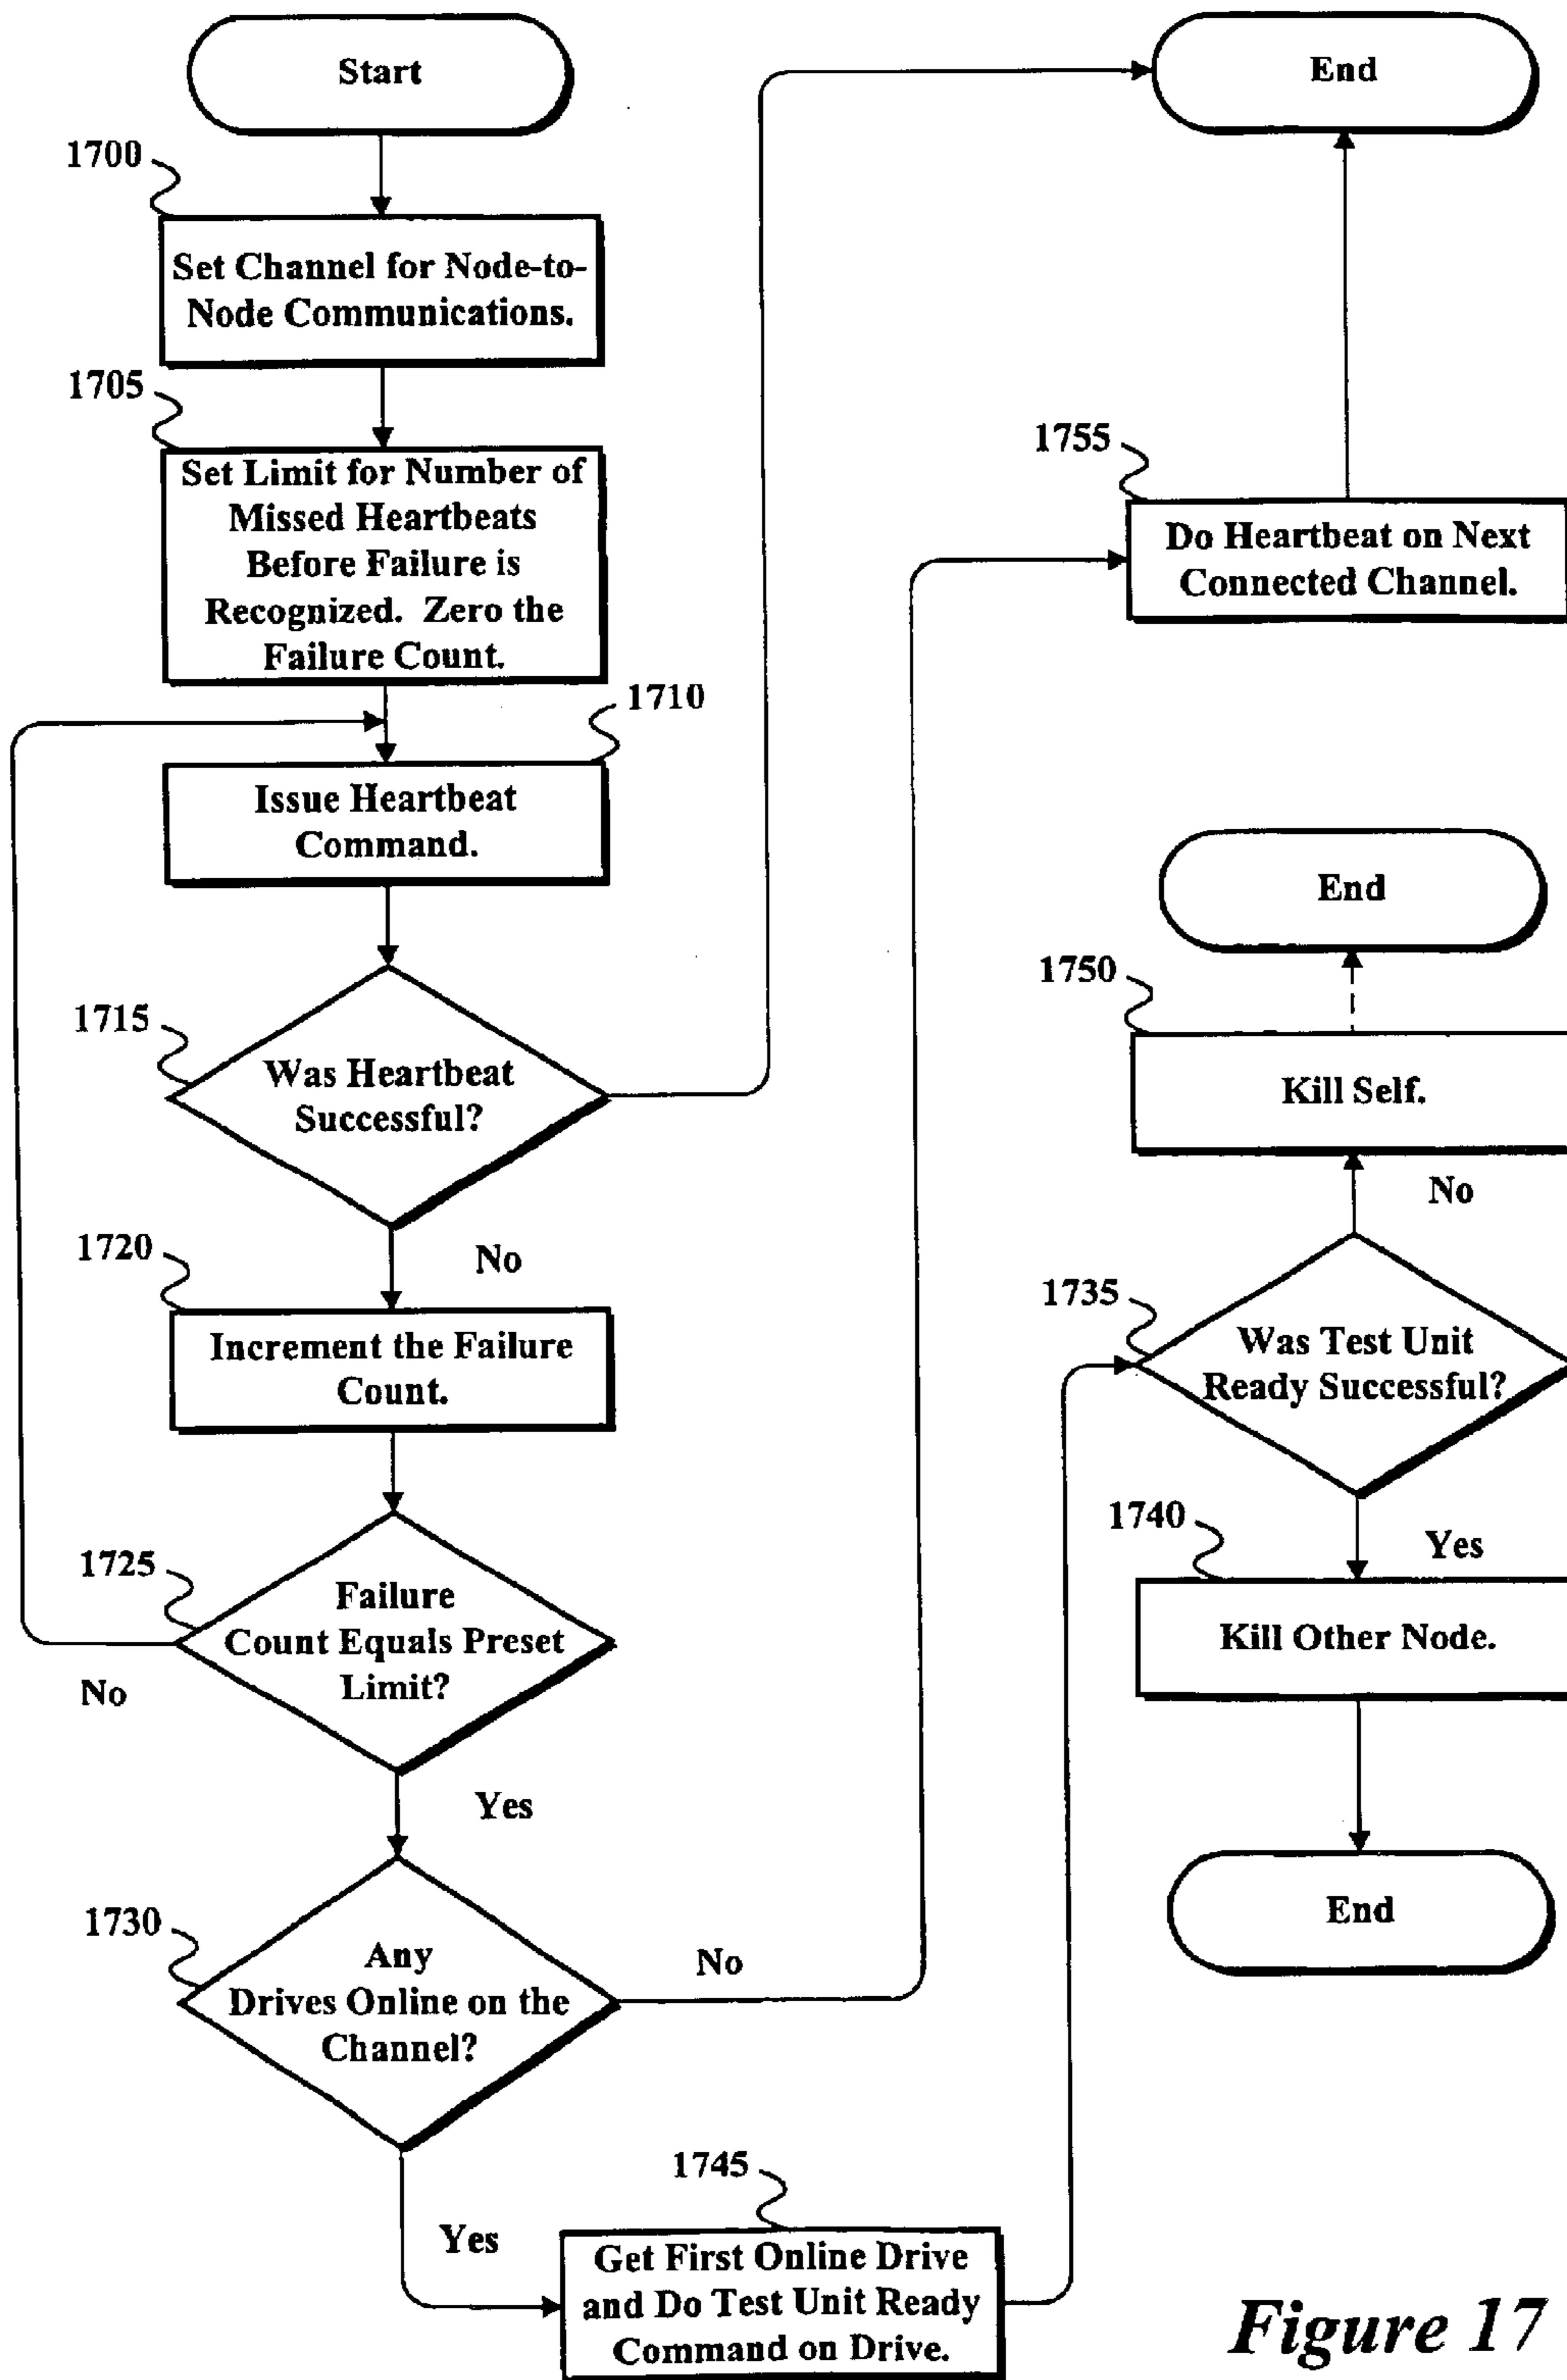 Start
1700
Set Channel for Node-to-
Node Communications.
1705
Set Limit for Number of
Missed Heartbeats
Before Failure is
Recognized. Zero the
Failure Count.
1710
Issue Heartbeat
Command.
1715
Was Heartbeat
Successful?
No
1720
Increment the Failure
Count.
1725
Failure
Count Equals Preset
Limit?
No
Yes
1730
Any
Drives Online on the
Channel?
No
Yes
1745
Get First Online Drive
and Do Test Unit Ready
Command on Drive.
End
1755
Do Heartbeat on Next
Connected Channel.
End
1750
Kill Self.
No
1735
Was Test Unit
Ready Successful?
Yes
1740
Kill Other Node.
End
Figure 17